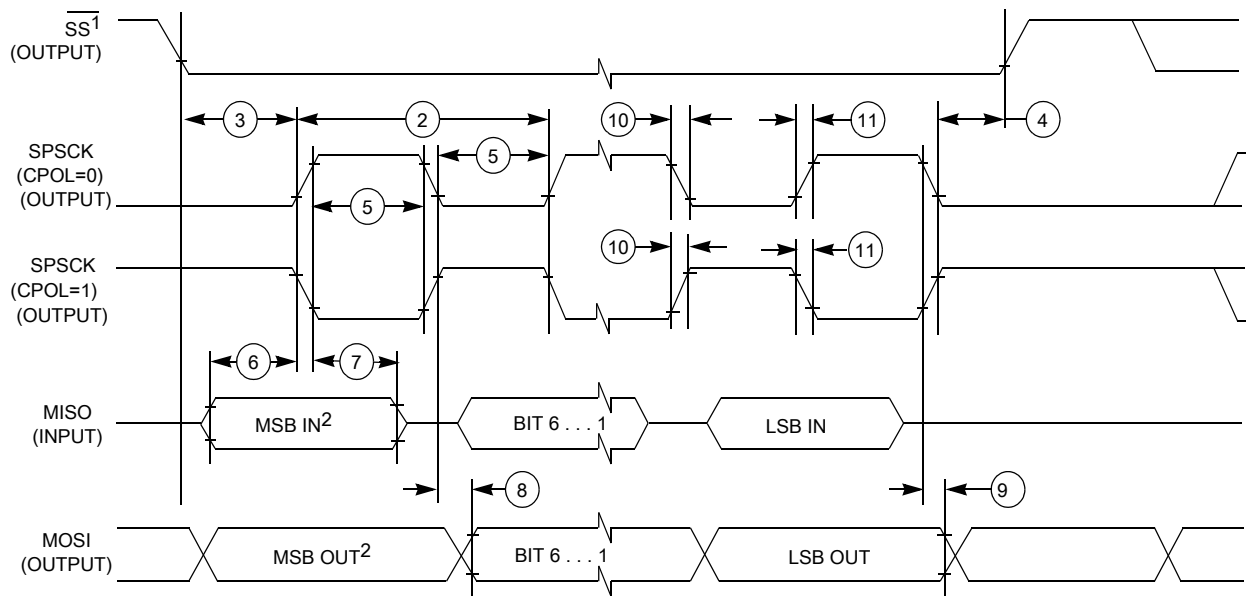 SS¹
(OUTPUT)
3
2
10
11
4
SPSCK
(CPOL=0)
(OUTPUT)
5
5
SPSCK
(CPOL=1)
(OUTPUT)
10
11
6
7
MISO
(INPUT)
MSB IN²
BIT 6 . . . 1
LSB IN
8
9
MOSI
(OUTPUT)
MSB OUT²
BIT 6 . . . 1
LSB OUT